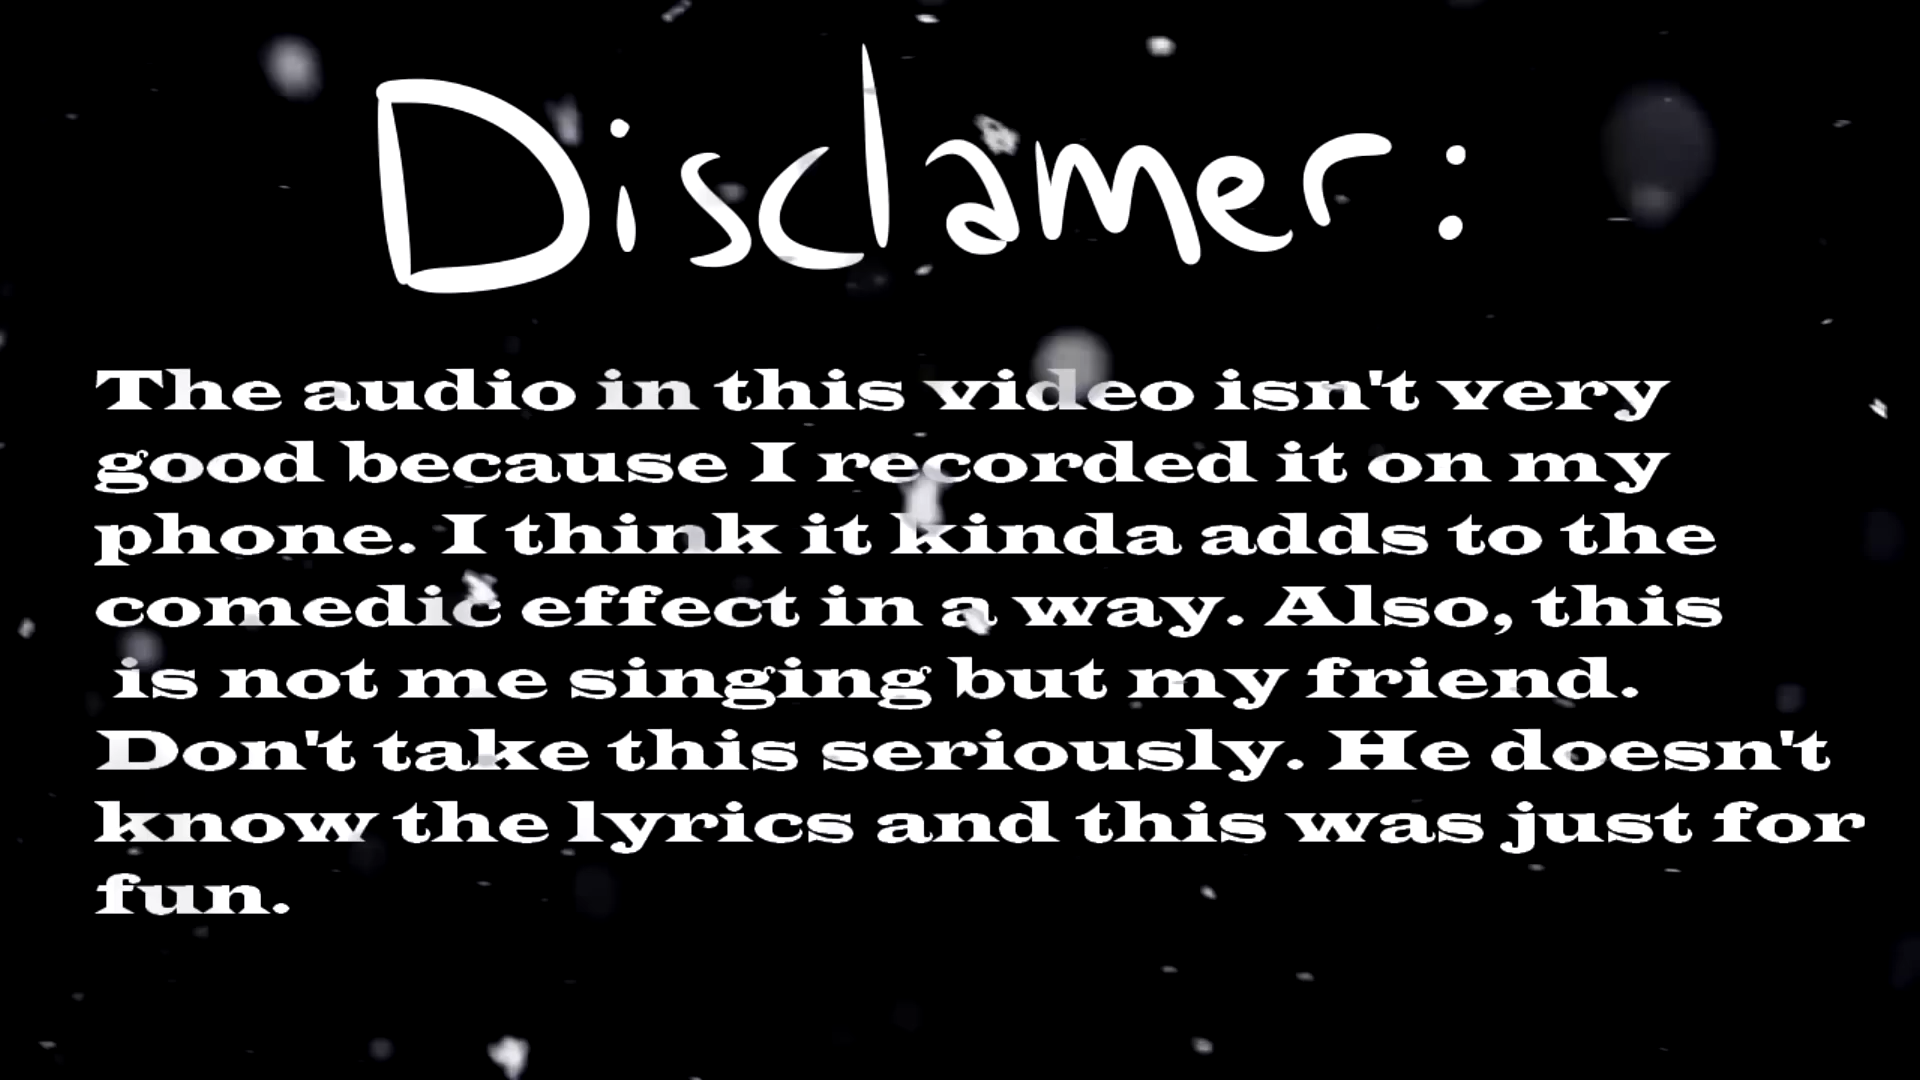 Disclamer:
The audio in this video isn't very
good because I recorded it on my
phone. I think it kinda adds to the
comedic effect in a way. Also, this
is not me singing but my friend.
Don't take this seriously. He doesn't
know the lyrics and this was just for
fun.